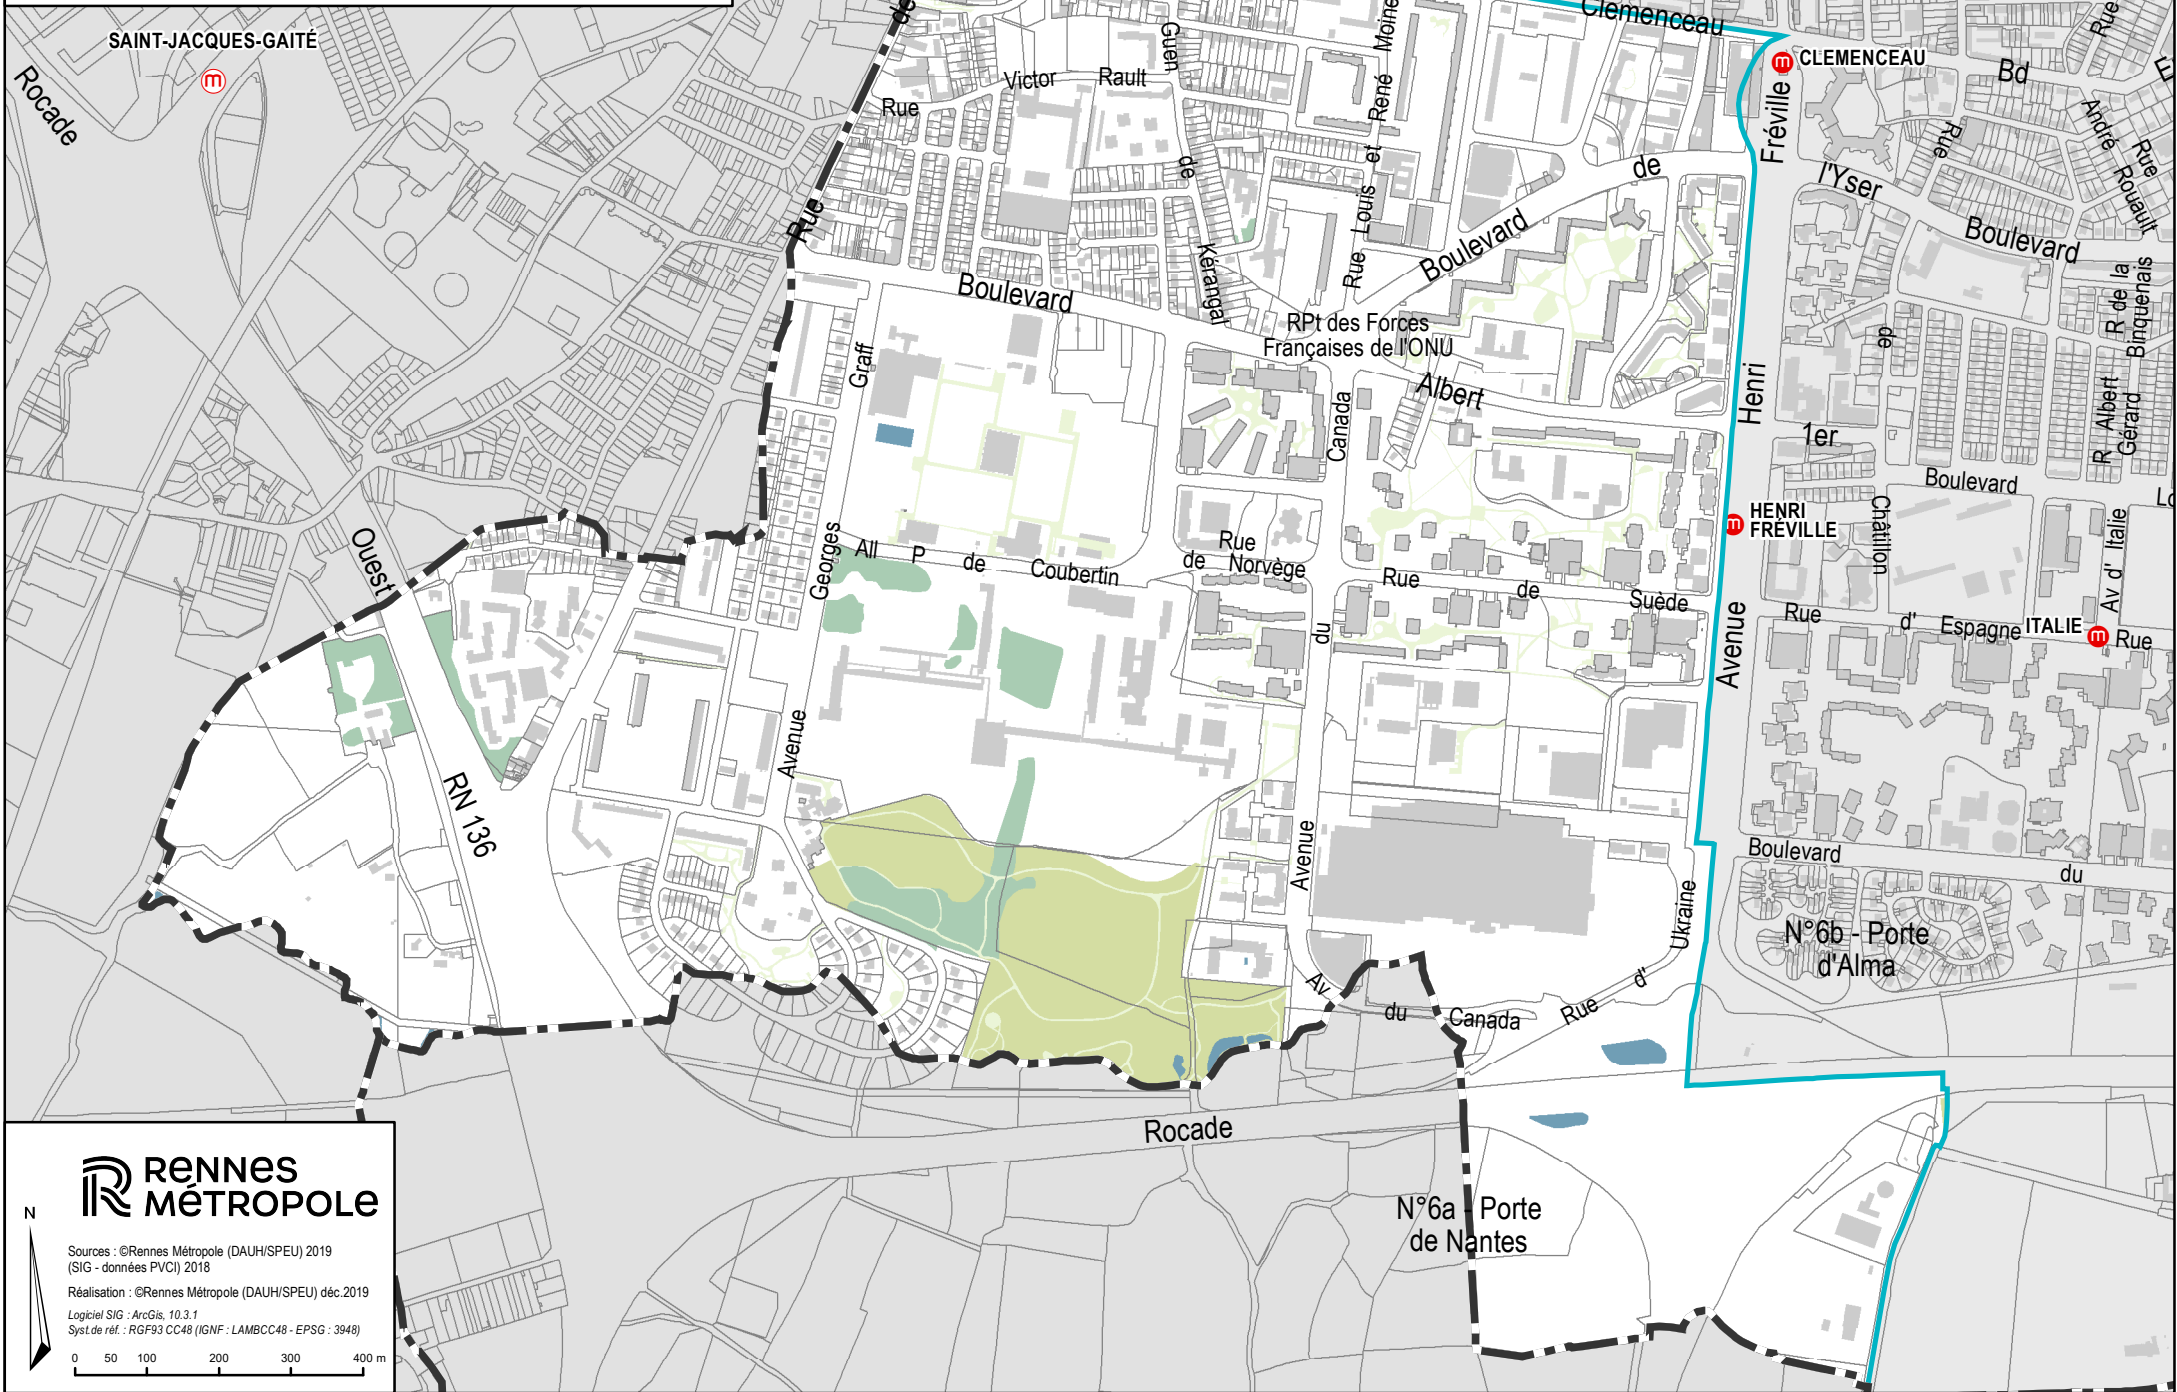 SAINT-JACQUES-GAITÉ
m
Rocade
de
Rue
Rue
Victor
Rault
Guen
de
Kérangal
Moine
René
et
Louis
Rue
Clemenceau
m CLEMENCEAU
Fréville
Bd
Rue
André
Rouault
Rue
Rue
l'Yser
Boulevard
de
Boulevard
Boulevard
RPt des Forces
Françaises de l'ONU
Albert
1er
Boulevard
Henri
m HENRI
FRÉVILLE
Avenue
de
Châtillon
R de la
Binquenais
R Albert
Gérard
Av d' Italie
Rue d' Espagne
ITALIE m
Rue
Graff
Georges
Avenue
All P de Coubertin
Rue
de Norvège
Canada
du
Avenue
Rue de Suède
Ouest
RN 136
Boulevard du
N°6b - Porte
d'Alma
Ukraine
d'
Rue
Av du Canada
Rocade
N°6a - Porte
de Nantes
RENNES
MÉTROPOLE
N
Sources : ©Rennes Métropole (DAUH/SPEU) 2019
(SIG - données PVCI) 2018
Réalisation : ©Rennes Métropole (DAUH/SPEU) déc.2019
Logiciel SIG : ArcGis, 10.3.1
Syst.de réf. : RGF93 CC48 (IGNF : LAMBCC48 - EPSG : 3948)
0 50 100 200 300 400 m